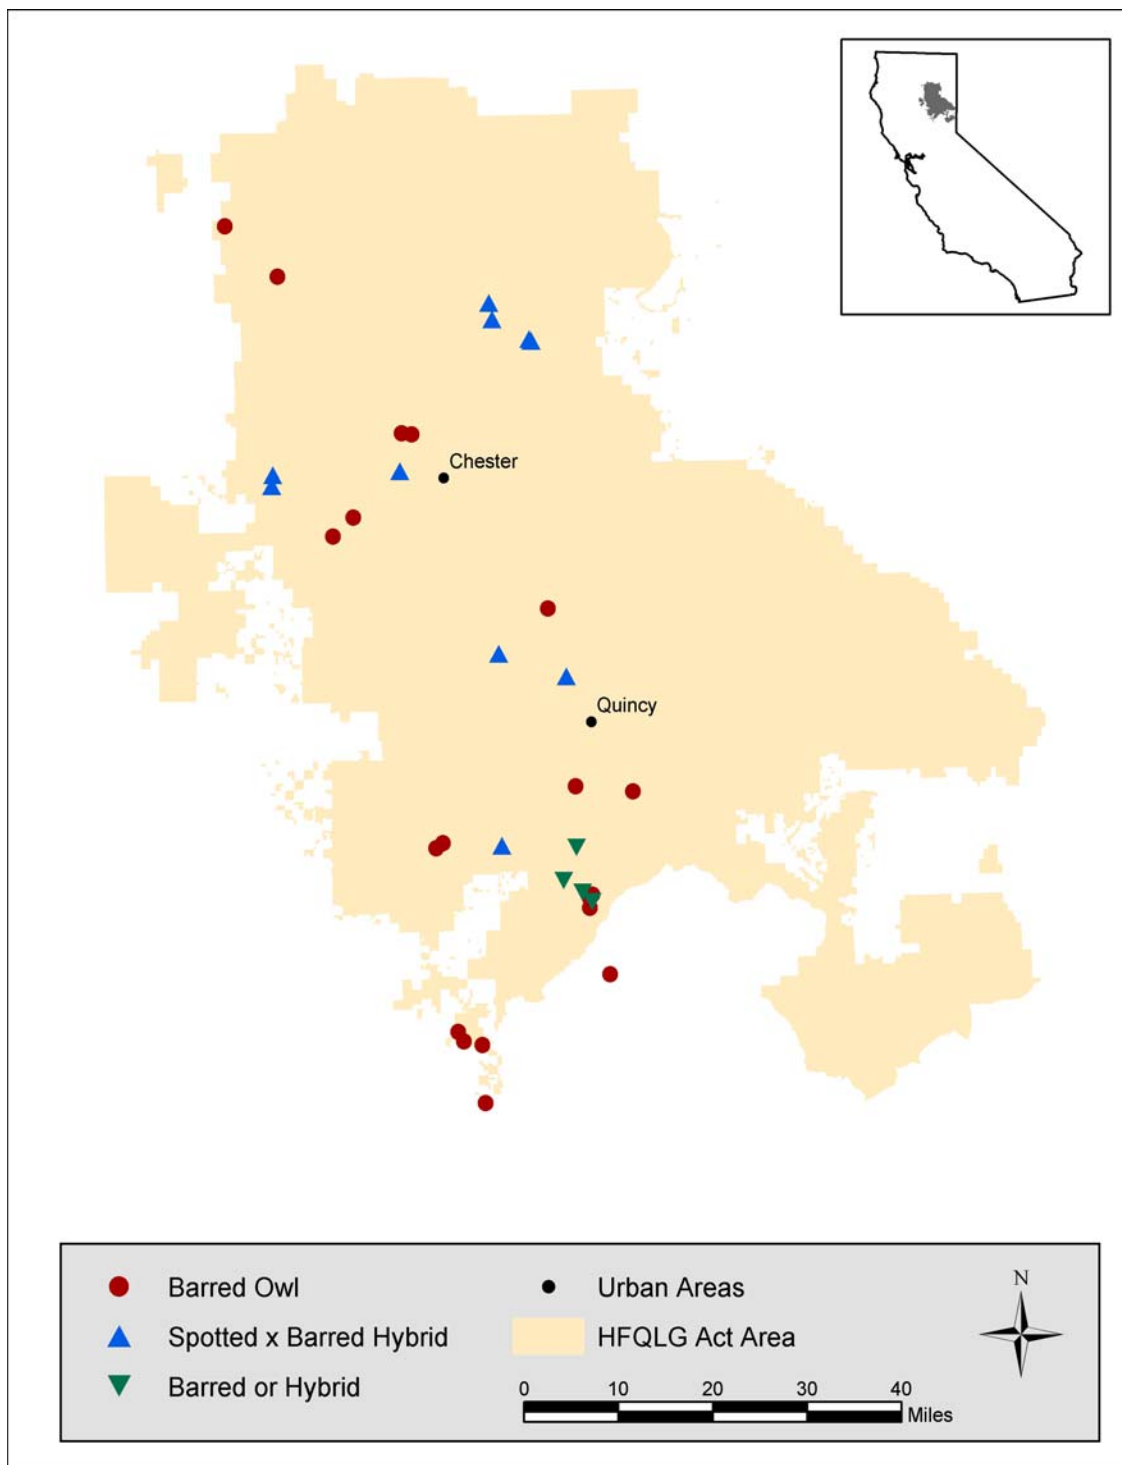 Chester
Quincy
Barred Owl
Urban Areas
N
Spotted x Barred Hybrid
HFQLG Act Area
Barred or Hybrid
0 10 20 30 40
Miles